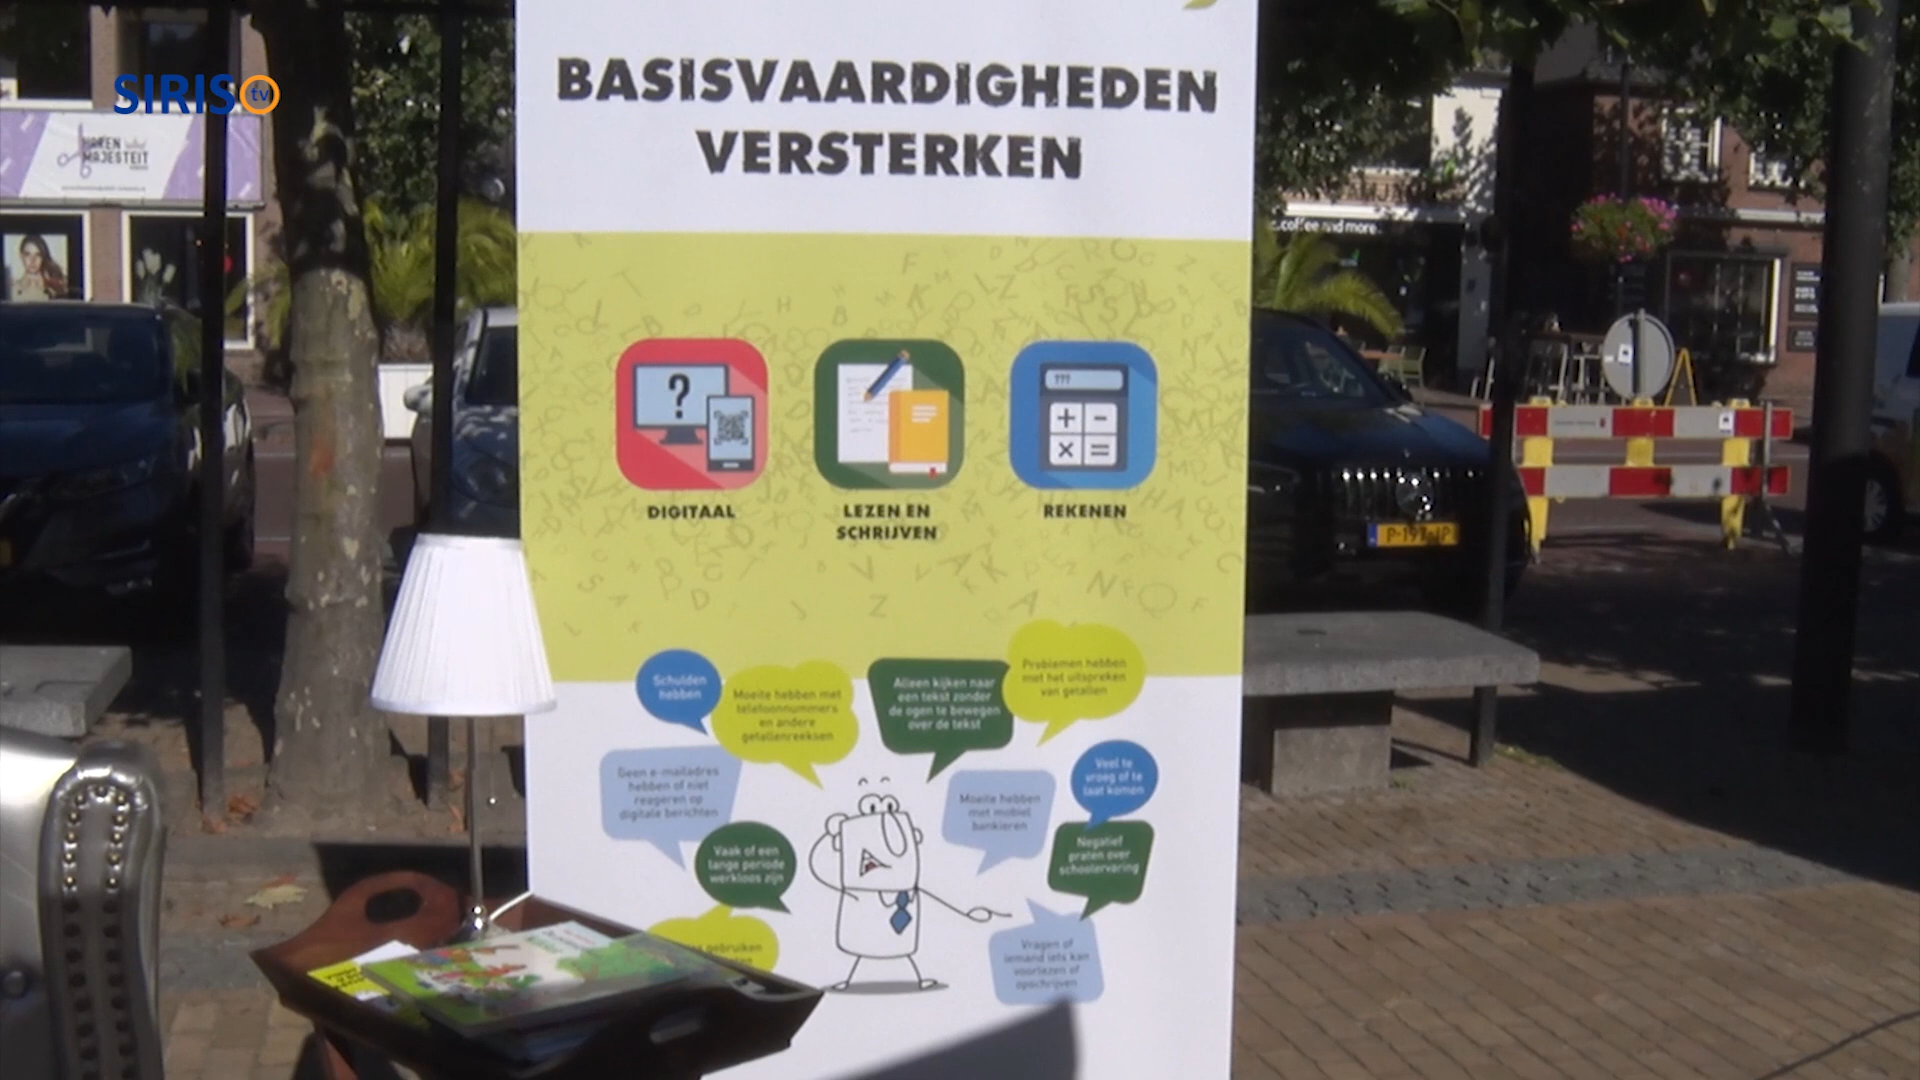 SIRIS tv
HAREN
MAJESTEIT
BASISVAARDIGHEDEN
VERSTERKEN
coffee and more
DIGITAAL
LEZEN EN
SCHRIJVEN
???
REKENEN
Schulden
hebben
Moeite hebben met
telefoonnummers
en andere
getallenreeksen
Alleen kijken naar
een tekst zonder
de ogen te bewegen
over de tekst
Problemen hebben
met het uitspreken
van getallen
Geen e-mailadres
hebben of niet
reageren op
digitale berichten
Moeite hebben
met mobiel
bankieren
Veel te
vroeg of te
laat komen
Vaak of een
lange periode
werkloos zijn
Negatief
praten over
schoolervaring
gebruiken
Vragen of
iemand iets kan
voorlezen of
opschrijven